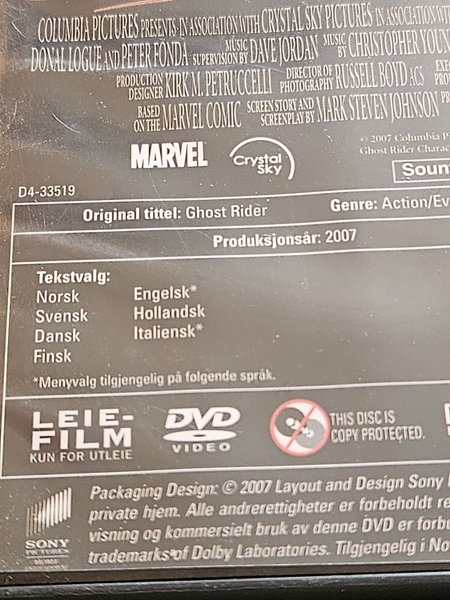 COLUMBIA PICTURES PRESENTS IN ASSOCIATION WITH CRYSTAL SKY PICTURES IN ASSOCIATION WITH
DONAL LOGUE AND PETER FONDA MUSIC SUPERVISION BY DAVE JORDAN MUSIC BY CHRISTOPHER YOUN
PRODUCTION DESIGNER KIRK M. PETRUCCELLI DIRECTOR OF PHOTOGRAPHY RUSSELL BOYD, ACS
BASED ON THE MARVEL COMIC SCREEN STORY AND SCREENPLAY BY MARK STEVEN JOHNSON
MARVEL
Crystal
Sky
© 2007 Columbia P
Ghost Rider Charac
Soun
D4-33519
Original tittel: Ghost Rider Genre: Action/Ev
Produksjonsår: 2007
Tekstvalg:
Norsk Engelsk*
Svensk Hollandsk
Dansk Italiensk*
Finsk
*Menyvalg tilgjengelig på følgende språk.
LEIE-
FILM
KUN FOR UTLEIE
DVD
VIDEO
THIS DISC IS
COPY PROTECTED.
SONY
PICTURES
HOME
Packaging Design: © 2007 Layout and Design Sony
private hjem. Alle andrerettigheter er forbeholdt re
visning og kommersielt bruk av denne DVD er forbu
trademarks of Dolby Laboratories. Tilgjengelig i No